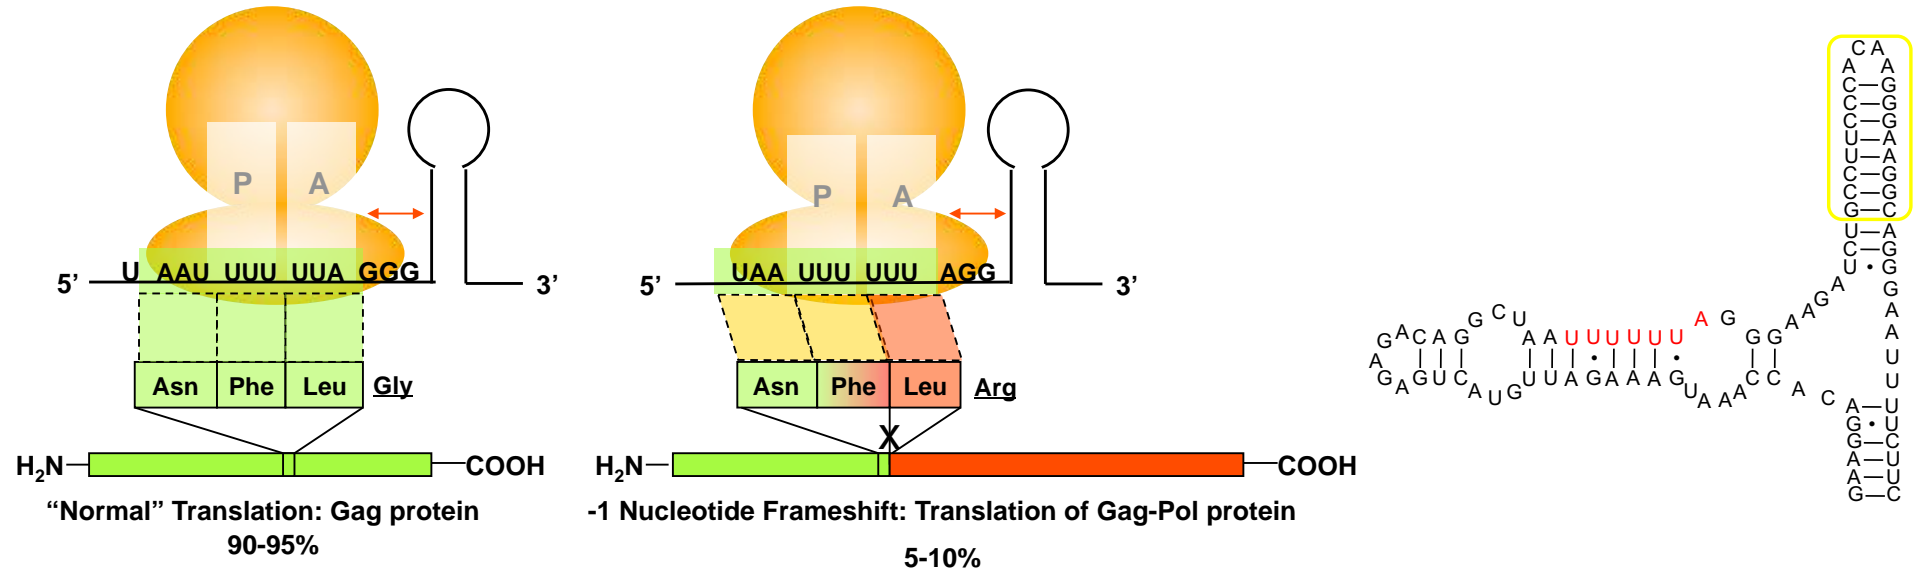 P A
5’ U AAU UUU UUA GGG 3’
Asn Phe Leu Gly
H₂N COOH
“Normal” Translation: Gag protein
90-95%
P A
5’ UAA UUU UUU AGG 3’
Asn Phe Leu Arg
X
H₂N COOH
-1 Nucleotide Frameshift: Translation of Gag-Pol protein
5-10%
C A
A A
C G
C G
C G
U A
U A
C G
C G
G C
U A
C G
U • G
G
A
A
U
U
A G A C A G G C U A A U U U U U U A G G G A A G A
G A G U C A U G U U A G A A A G U A A A C C A C
A U
G • U
G C
A U
A U
G C